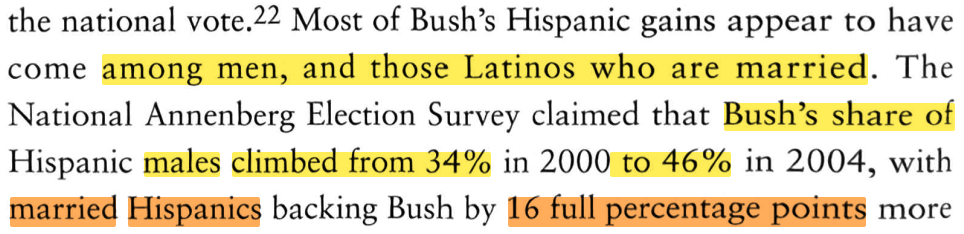 the national vote.22 Most of Bush’s Hispanic gains appear to have
come among men, and those Latinos who are married. The
National Annenberg Election Survey claimed that Bush’s share of
Hispanic males climbed from 34% in 2000 to 46% in 2004, with
married Hispanics backing Bush by 16 full percentage points more